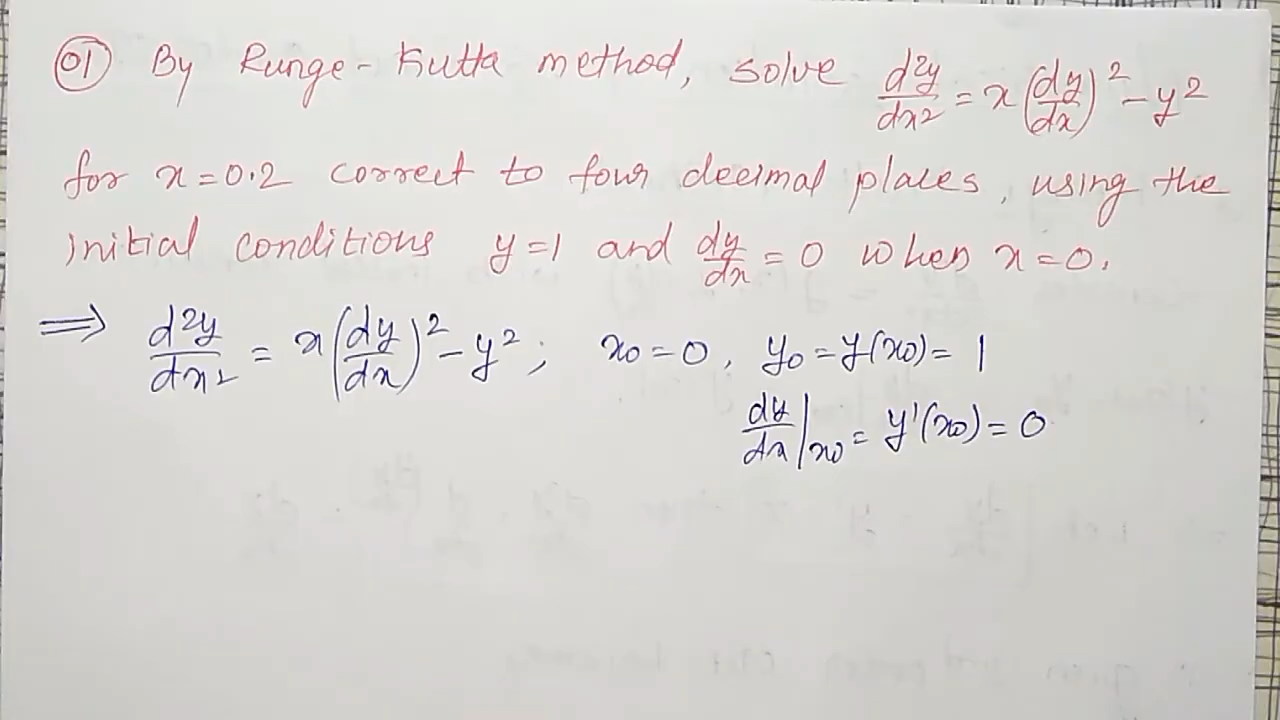 01 By Runge-Kutta method, solve d²y/dx² = x(dy/dx)² - y²
for x=0.2 correct to four decimal places, using the
initial conditions y=1 and dy/dx = 0 when x=0.
⟹ d²y/dx² = x(dy/dx)² - y² ; x0=0, y0=y(x0)= 1
dy/dx|x0 = y'(x0)=0